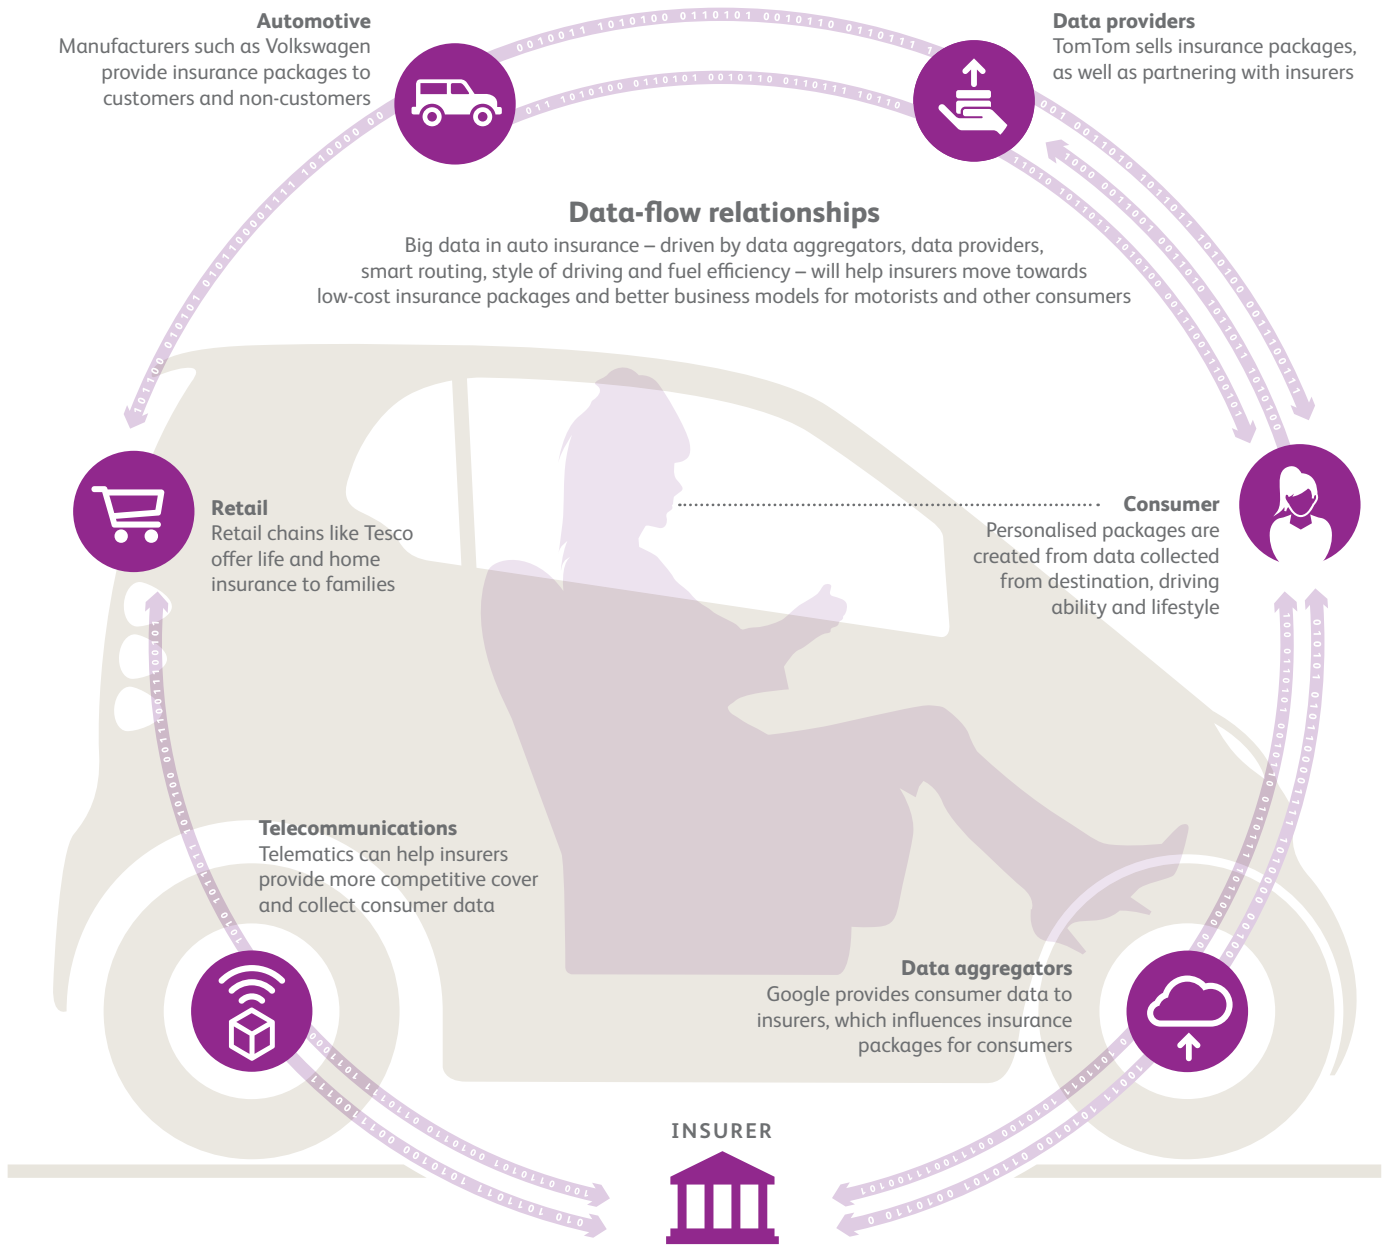 Automotive
Manufacturers such as Volkswagen
provide insurance packages to
customers and non-customers
Data providers
TomTom sells insurance packages,
as well as partnering with insurers
Data-flow relationships
Big data in auto insurance – driven by data aggregators, data providers,
smart routing, style of driving and fuel efficiency – will help insurers move towards
low-cost insurance packages and better business models for motorists and other consumers
Retail
Retail chains like Tesco
offer life and home
insurance to families
Consumer
Personalised packages are
created from data collected
from destination, driving
ability and lifestyle
Telecommunications
Telematics can help insurers
provide more competitive cover
and collect consumer data
Data aggregators
Google provides consumer data to
insurers, which influences insurance
packages for consumers
INSURER